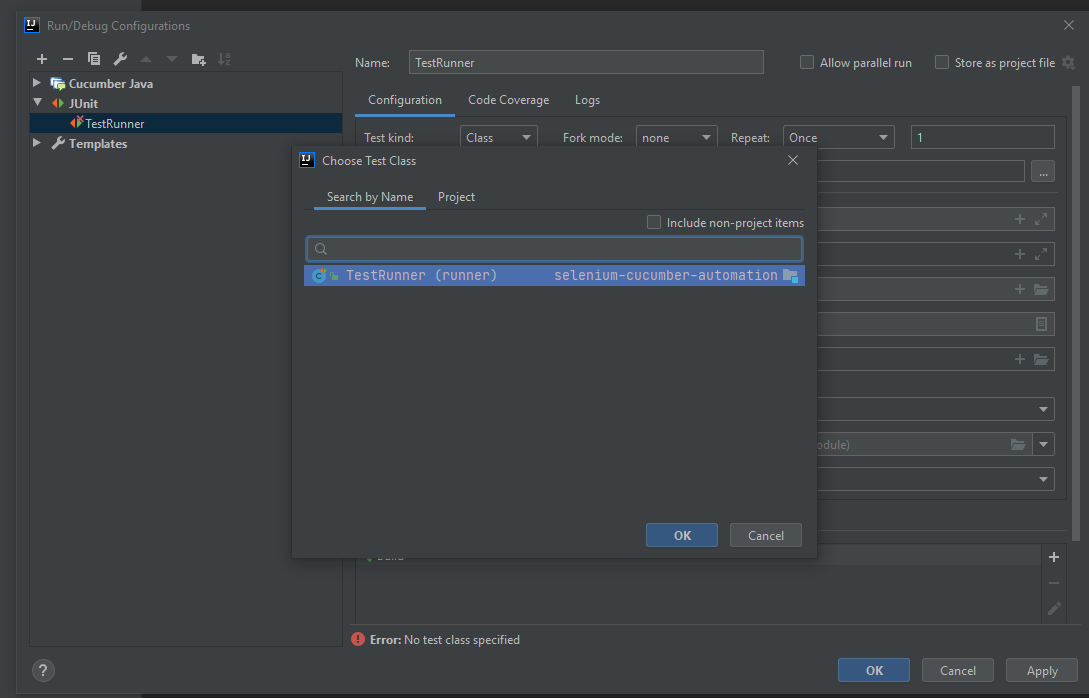 Run/Debug Configurations
Name: TestRunner Allow parallel run Store as project file
Cucumber Java
JUnit
TestRunner
Templates
Configuration Code Coverage Logs
Test kind: Class Fork mode: none Repeat: Once 1
...
Choose Test Class
Search by Name Project
Include non-project items
TestRunner (runner) selenium-cucumber-automation
OK Cancel
Error: No test class specified
? OK Cancel Apply